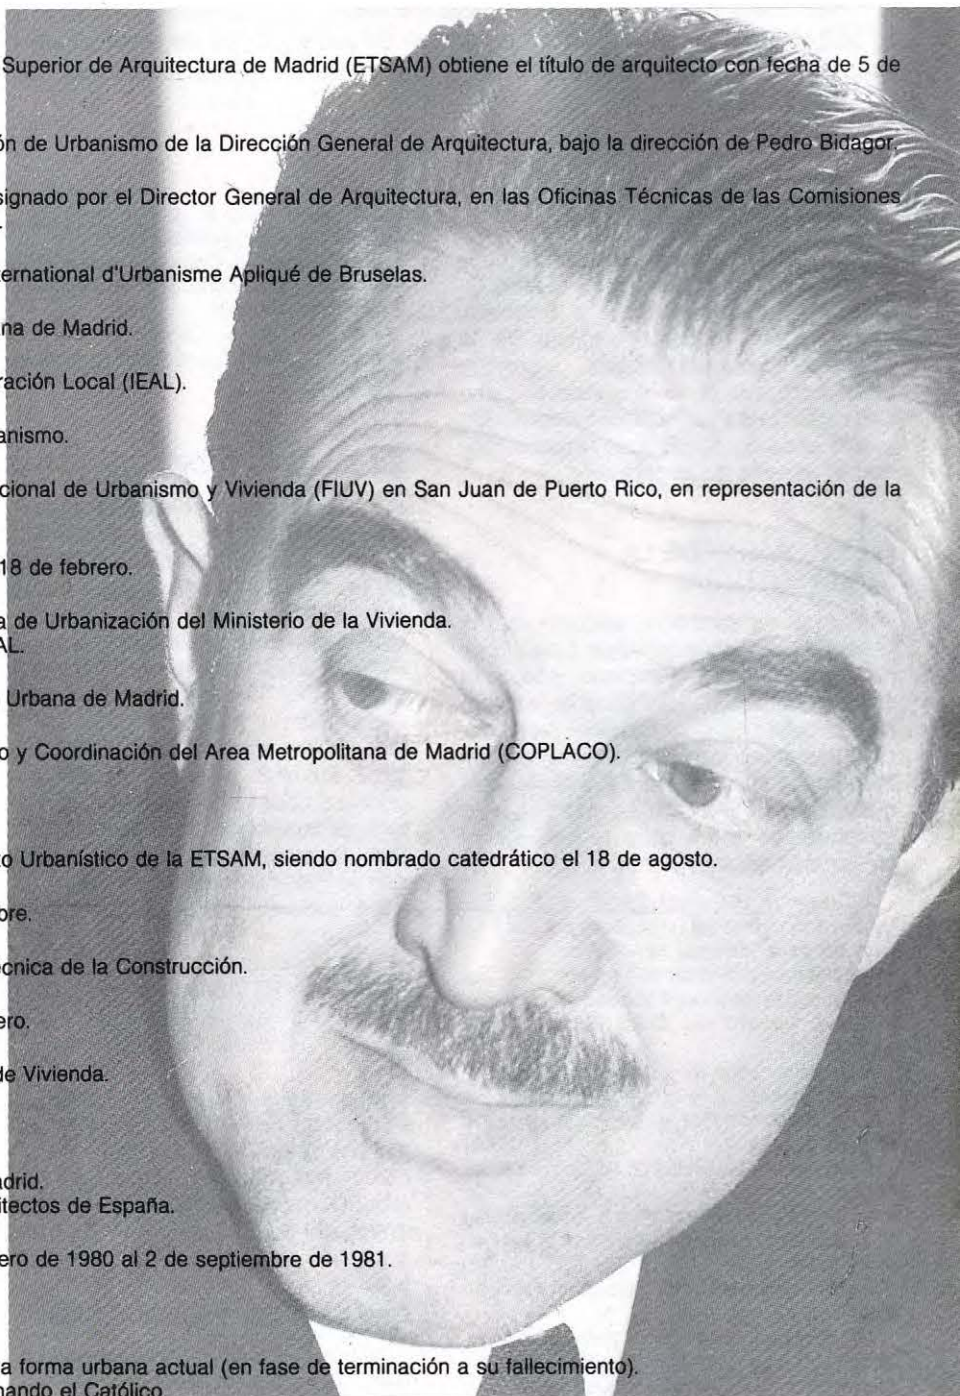 Superior de Arquitectura de Madrid (ETSAM) obtiene el título de arquitecto con fecha de 5 de
ón de Urbanismo de la Dirección General de Arquitectura, bajo la dirección de Pedro Bidagor.
signado por el Director General de Arquitectura, en las Oficinas Técnicas de las Comisiones
ernational d'Urbanisme Apliqué de Bruselas.
na de Madrid.
ración Local (IEAL).
anismo.
cional de Urbanismo y Vivienda (FIUV) en San Juan de Puerto Rico, en representación de la
18 de febrero.
a de Urbanización del Ministerio de la Vivienda.
AL.
Urbana de Madrid.
o y Coordinación del Area Metropolitana de Madrid (COPLACO).
to Urbanístico de la ETSAM, siendo nombrado catedrático el 18 de agosto.
bre.
écnica de la Construcción.
ero.
de Vivienda.
adrid.
itectos de España.
ero de 1980 al 2 de septiembre de 1981.
a forma urbana actual (en fase de terminación a su fallecimiento).
nando el Católico